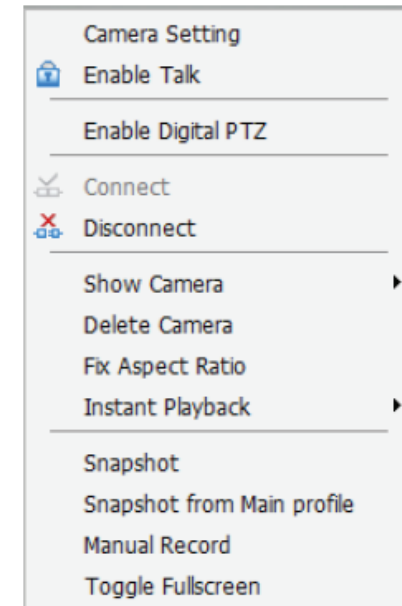 Camera Setting
Enable Talk
Enable Digital PTZ
Connect
Disconnect
Show Camera
Delete Camera
Fix Aspect Ratio
Instant Playback
Snapshot
Snapshot from Main profile
Manual Record
Toggle Fullscreen